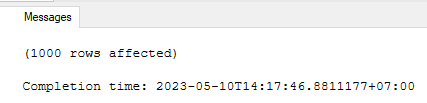 Messages
(1000 rows affected)
Completion time: 2023-05-10T14:17:46.8811177+07:00